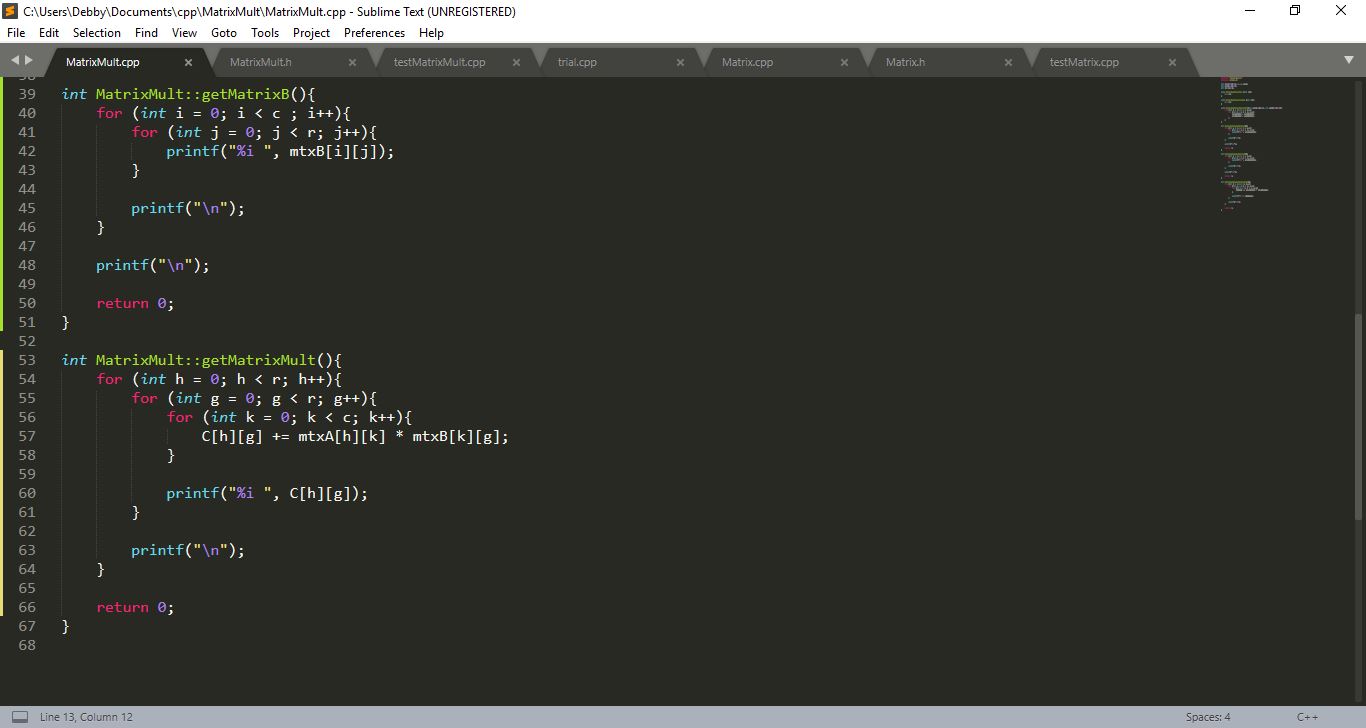 C:\Users\Debby\Documents\cpp\MatrixMult\MatrixMult.cpp - Sublime Text (UNREGISTERED)
File Edit Selection Find View Goto Tools Project Preferences Help
MatrixMult.cpp MatrixMult.h testMatrixMult.cpp trial.cpp Matrix.cpp Matrix.h testMatrix.cpp
38
39 int MatrixMult::getMatrixB(){
40     for (int i = 0; i < c ; i++){
41         for (int j = 0; j < r; j++){
42             printf("%i ", mtxB[i][j]);
43         }
44
45         printf("\n");
46     }
47
48     printf("\n");
49
50     return 0;
51 }
52
53 int MatrixMult::getMatrixMult(){
54     for (int h = 0; h < r; h++){
55         for (int g = 0; g < r; g++){
56             for (int k = 0; k < c; k++){
57                 C[h][g] += mtxA[h][k] * mtxB[k][g];
58             }
59
60             printf("%i ", C[h][g]);
61         }
62
63         printf("\n");
64     }
65
66     return 0;
67 }
68
Line 13, Column 12 Spaces: 4 C++